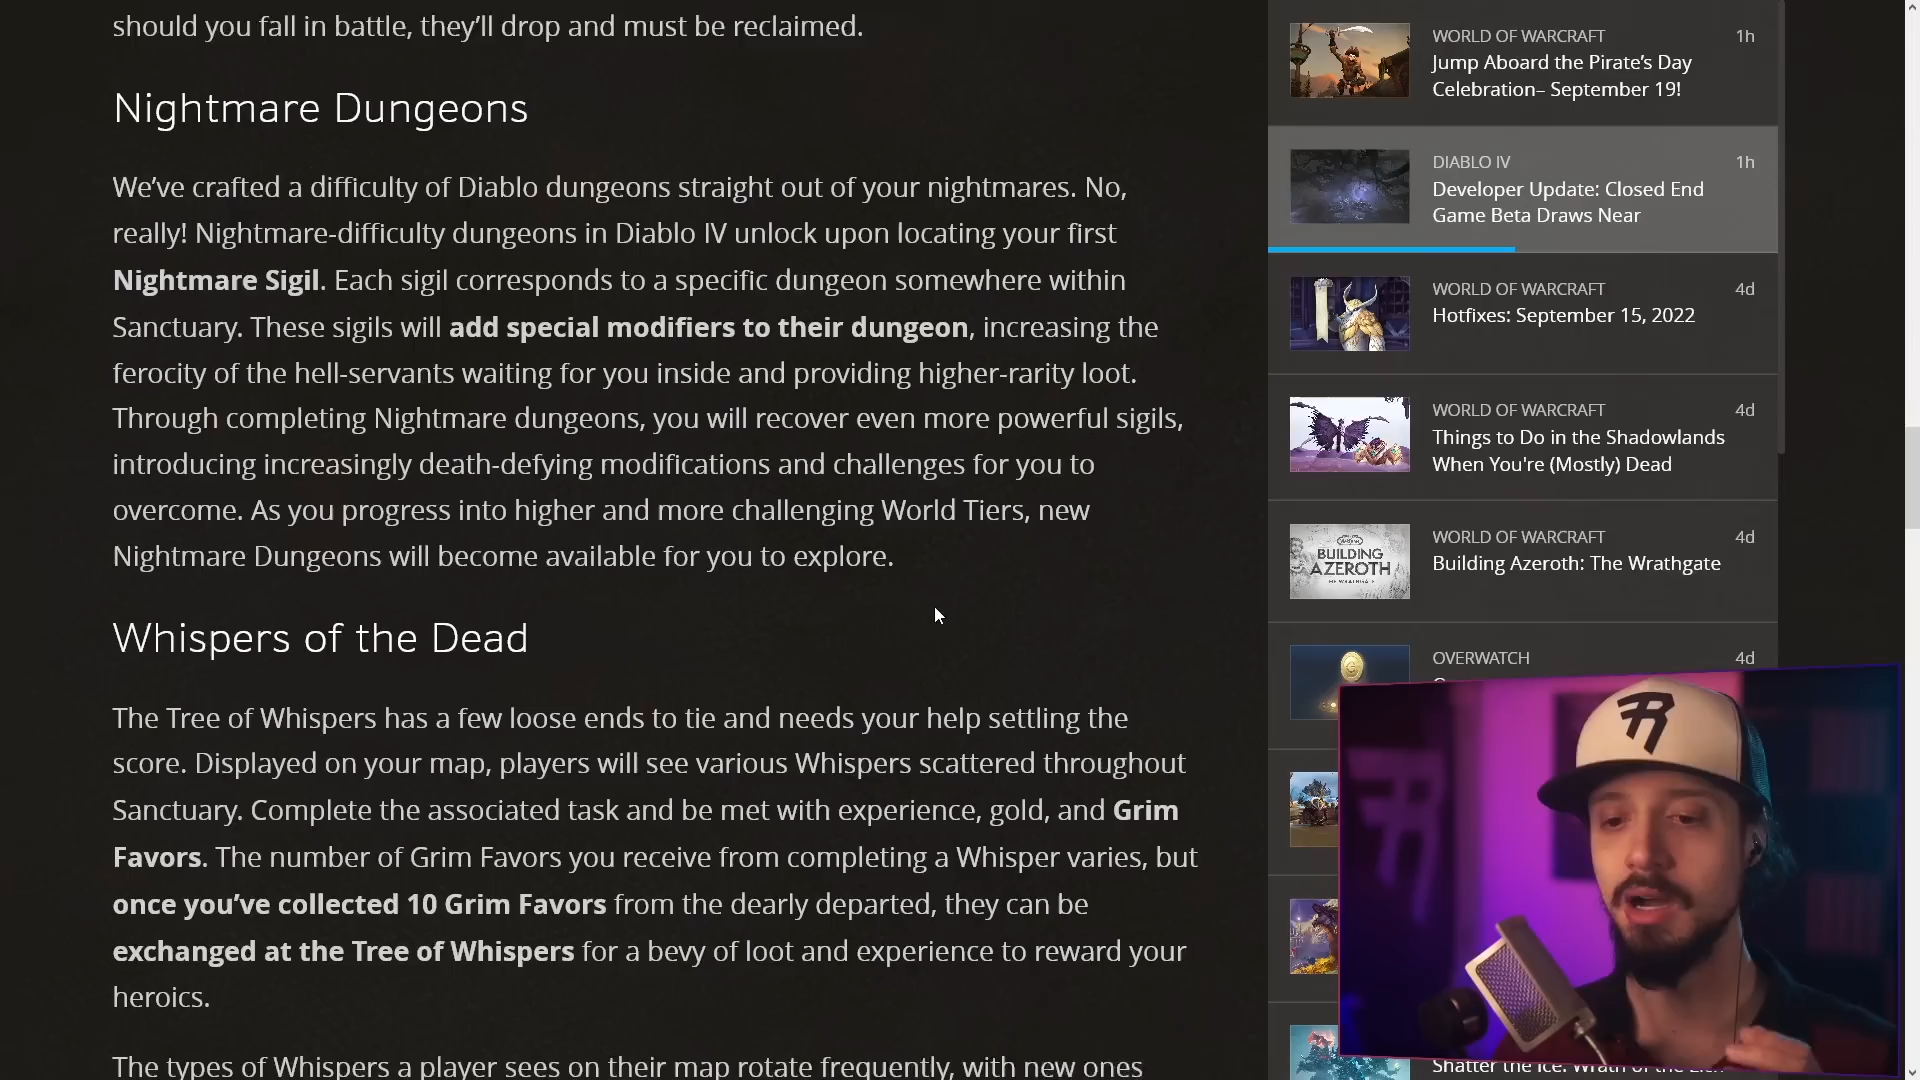 should you fall in battle, they’ll drop and must be reclaimed.
Nightmare Dungeons
We’ve crafted a difficulty of Diablo dungeons straight out of your nightmares. No,
really! Nightmare-difficulty dungeons in Diablo IV unlock upon locating your first
Nightmare Sigil. Each sigil corresponds to a specific dungeon somewhere within
Sanctuary. These sigils will add special modifiers to their dungeon, increasing the
ferocity of the hell-servants waiting for you inside and providing higher-rarity loot.
Through completing Nightmare dungeons, you will recover even more powerful sigils,
introducing increasingly death-defying modifications and challenges for you to
overcome. As you progress into higher and more challenging World Tiers, new
Nightmare Dungeons will become available for you to explore.
Whispers of the Dead
The Tree of Whispers has a few loose ends to tie and needs your help settling the
score. Displayed on your map, players will see various Whispers scattered throughout
Sanctuary. Complete the associated task and be met with experience, gold, and Grim
Favors. The number of Grim Favors you receive from completing a Whisper varies, but
once you’ve collected 10 Grim Favors from the dearly departed, they can be
exchanged at the Tree of Whispers for a bevy of loot and experience to reward your
heroics.
The types of Whispers a player sees on their map rotate frequently, with new ones
WORLD OF WARCRAFT 1h
Jump Aboard the Pirate’s Day
Celebration– September 19!
DIABLO IV 1h
Developer Update: Closed End
Game Beta Draws Near
WORLD OF WARCRAFT 4d
Hotfixes: September 15, 2022
WORLD OF WARCRAFT 4d
Things to Do in the Shadowlands
When You're (Mostly) Dead
BUILDING
AZEROTH
WORLD OF WARCRAFT 4d
Building Azeroth: The Wrathgate
OVERWATCH 4d
Shatter the Ice: Wrath of the